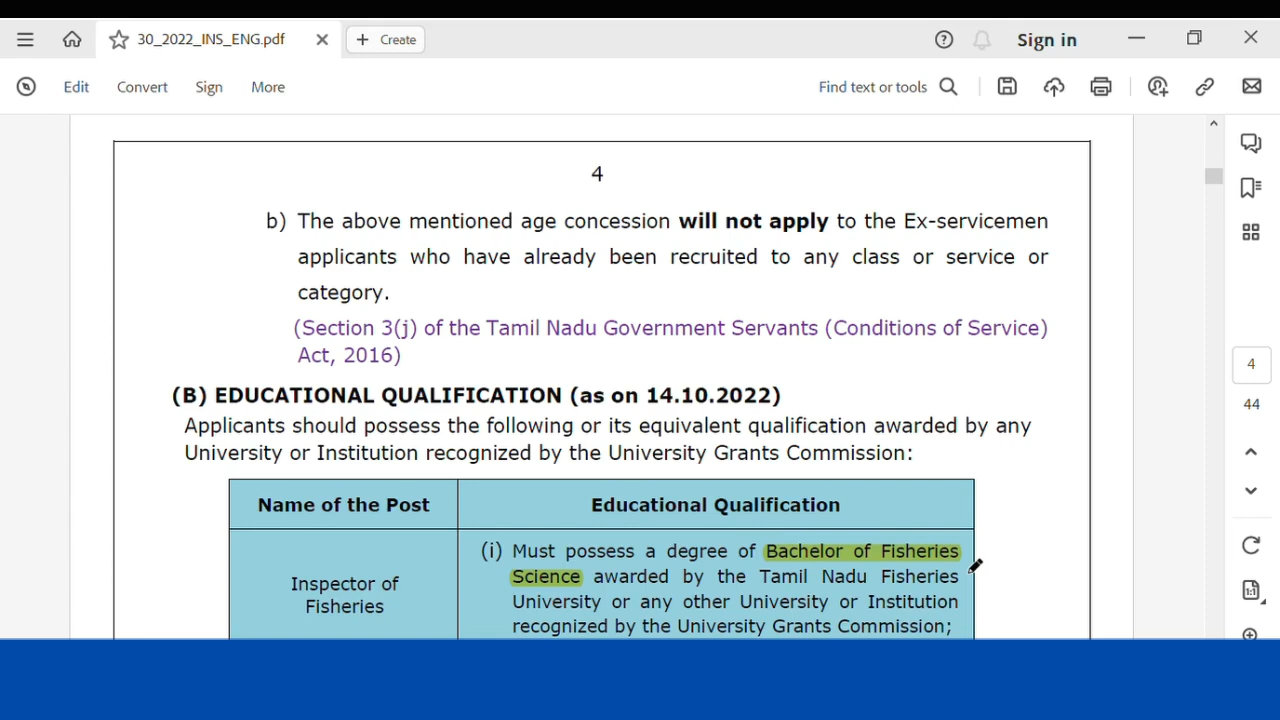 30_2022_INS_ENG.pdf
Create
Sign in
Edit Convert Sign More
Find text or tools
4
b) The above mentioned age concession will not apply to the Ex-servicemen
applicants who have already been recruited to any class or service or
category.
(Section 3(j) of the Tamil Nadu Government Servants (Conditions of Service)
Act, 2016)
(B) EDUCATIONAL QUALIFICATION (as on 14.10.2022)
Applicants should possess the following or its equivalent qualification awarded by any
University or Institution recognized by the University Grants Commission:
Name of the Post
Educational Qualification
Inspector of
Fisheries
(i) Must possess a degree of Bachelor of Fisheries
Science awarded by the Tamil Nadu Fisheries
University or any other University or Institution
recognized by the University Grants Commission;
4
44
1:1